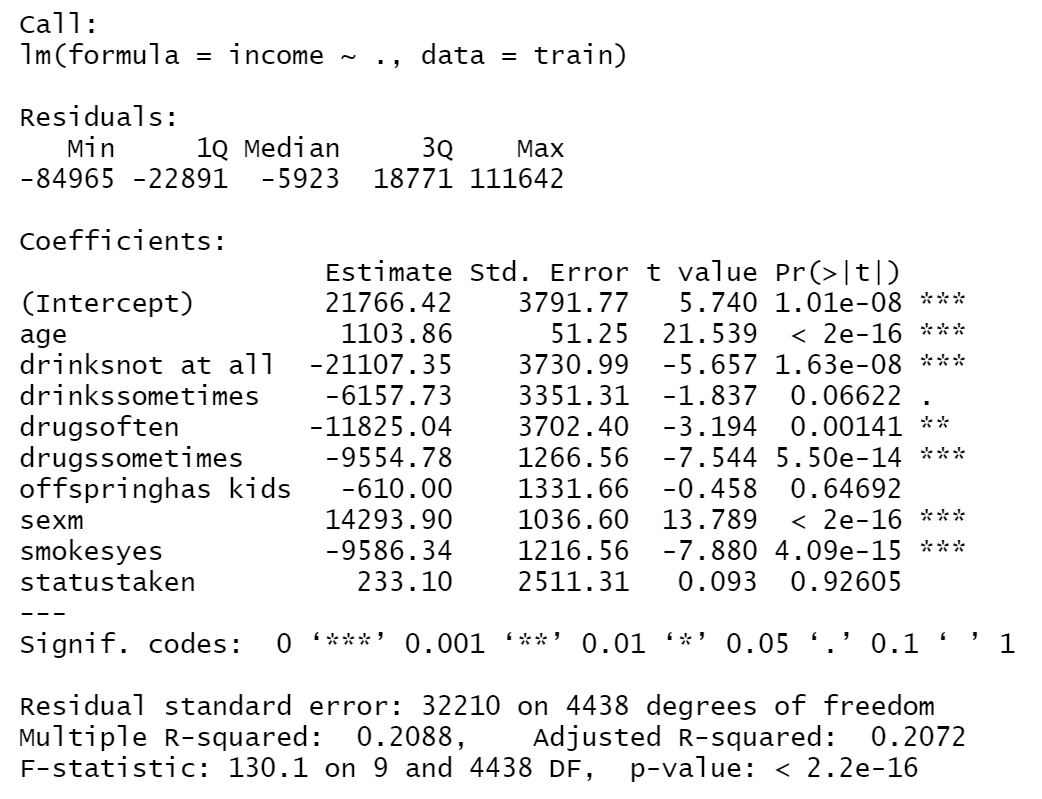 Call:
lm(formula = income ~ ., data = train)
Residuals:
   Min     1Q Median     3Q    Max
-84965 -22891  -5923  18771 111642
Coefficients:
                   Estimate Std. Error t value Pr(>|t|)
(Intercept)        21766.42    3791.77   5.740 1.01e-08 ***
age                 1103.86      51.25  21.539  < 2e-16 ***
drinksnot at all  -21107.35    3730.99  -5.657 1.63e-08 ***
drinkssometimes    -6157.73    3351.31  -1.837  0.06622 .
drugsoften        -11825.04    3702.40  -3.194  0.00141 **
drugssometimes     -9554.78    1266.56  -7.544 5.50e-14 ***
offspringhas kids   -610.00    1331.66  -0.458  0.64692
sexm               14293.90    1036.60  13.789  < 2e-16 ***
smokesyes          -9586.34    1216.56  -7.880 4.09e-15 ***
statustaken          233.10    2511.31   0.093  0.92605
---
Signif. codes:  0 ‘***’ 0.001 ‘**’ 0.01 ‘*’ 0.05 ‘.’ 0.1 ‘ ’ 1
Residual standard error: 32210 on 4438 degrees of freedom
Multiple R-squared:  0.2088,    Adjusted R-squared:  0.2072
F-statistic: 130.1 on 9 and 4438 DF,  p-value: < 2.2e-16